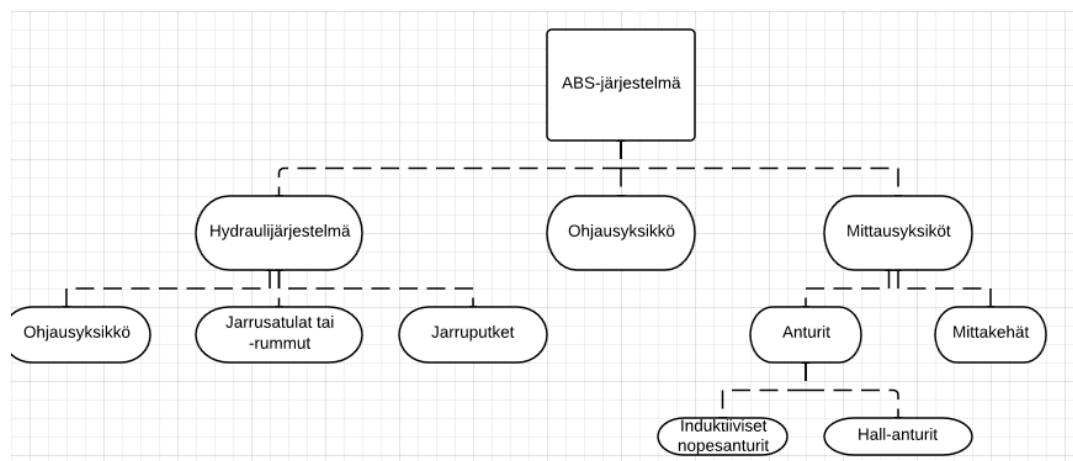 ABS-järjestelmä
Hydraulijärjestelmä
Ohjausyksikkö
Mittausyksiköt
Ohjausyksikkö
Jarrusatulat tai
-rummut
Jarruputket
Anturit
Mittakehät
Induktiiviset
nopesanturit
Hall-anturit